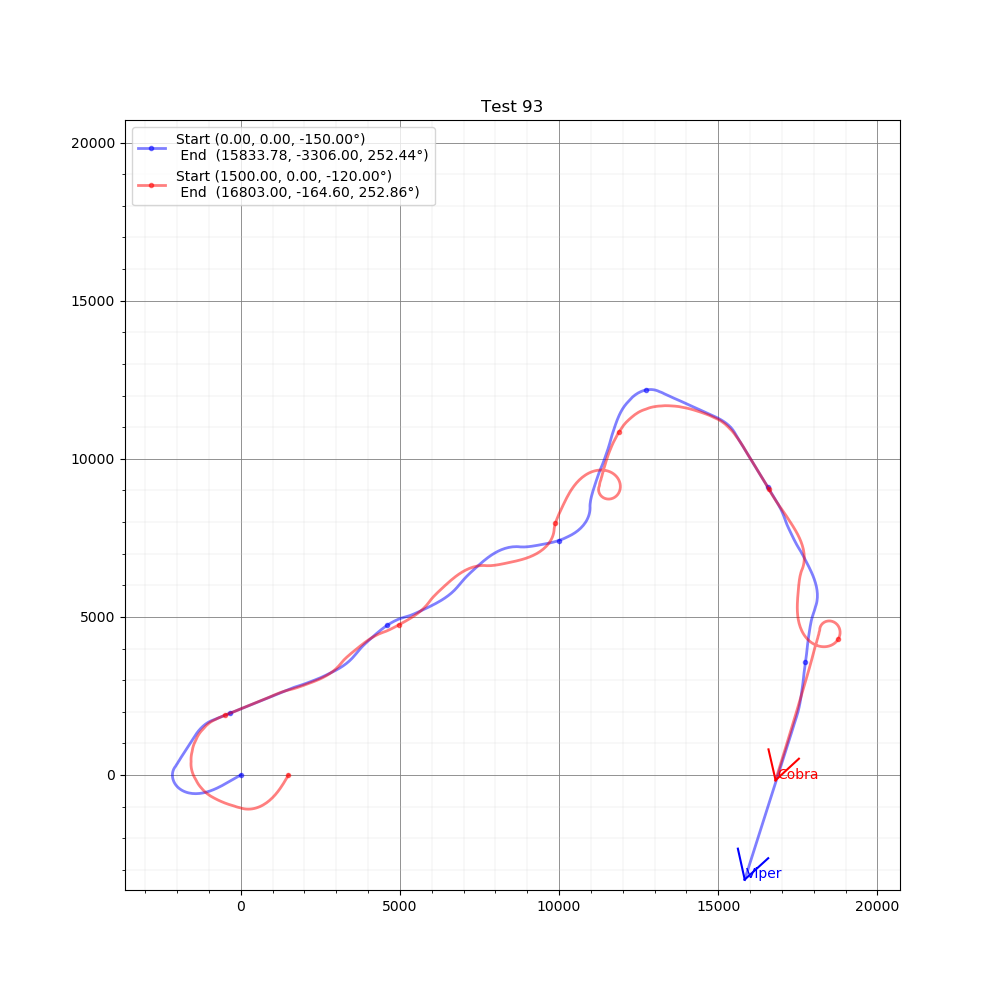 Test 93
Start (0.00, 0.00, -150.00°)
End  (15833.78, -3306.00, 252.44°)
Start (1500.00, 0.00, -120.00°)
End  (16803.00, -164.60, 252.86°)
20000
15000
10000
5000
0
Cobra
Viper
0 5000 10000 15000 20000